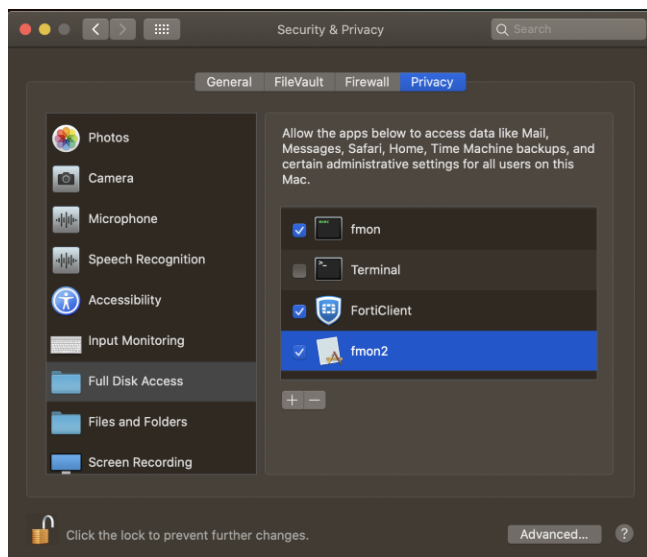 Security & Privacy
Search
General
FileVault
Firewall
Privacy
Photos
Camera
Microphone
Speech Recognition
Accessibility
Input Monitoring
Full Disk Access
Files and Folders
Screen Recording
Allow the apps below to access data like Mail,
Messages, Safari, Home, Time Machine backups, and
certain administrative settings for all users on this
Mac.
fmon
Terminal
FortiClient
fmon2
Click the lock to prevent further changes.
Advanced...
?